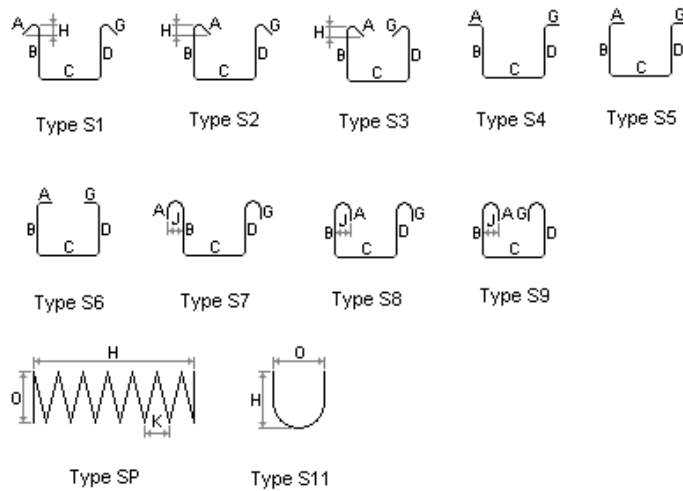 A H G
B D
C
Type S1
H A G
B D
C
Type S2
H A G
B D
C
Type S3
A G
B D
C
Type S4
A G
B D
C
Type S5
A G
B D
C
Type S6
A J G
B D
C
Type S7
J A G
B D
C
Type S8
J A G
B D
C
Type S9
H
O
K
Type SP
O
H
Type S11